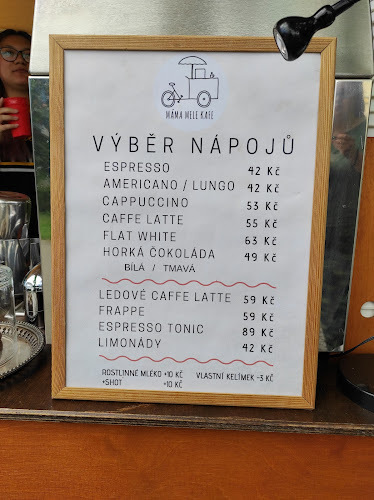 MAMA MELE KAFE
VÝBĚR NÁPOJŮ
ESPRESSO 42 Kč
AMERICANO / LUNGO 42 Kč
CAPPUCCINO 53 Kč
CAFFE LATTE 55 Kč
FLAT WHITE 63 Kč
HORKÁ ČOKOLÁDA 49 Kč
BÍLÁ / TMAVÁ
LEDOVÉ CAFFE LATTE 59 Kč
FRAPPE 59 Kč
ESPRESSO TONIC 89 Kč
LIMONÁDY 42 Kč
ROSTLINNÉ MLÉKO +10 KČ VLASTNÍ KELÍMEK -3 KČ
+SHOT +10 KČ